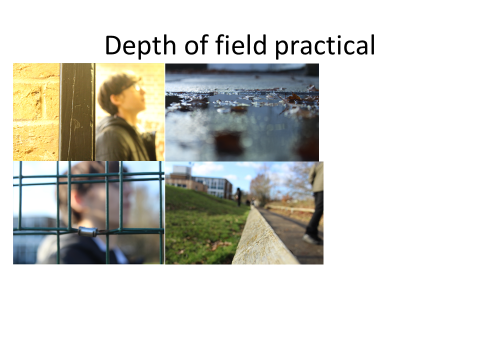 Depth of field practical